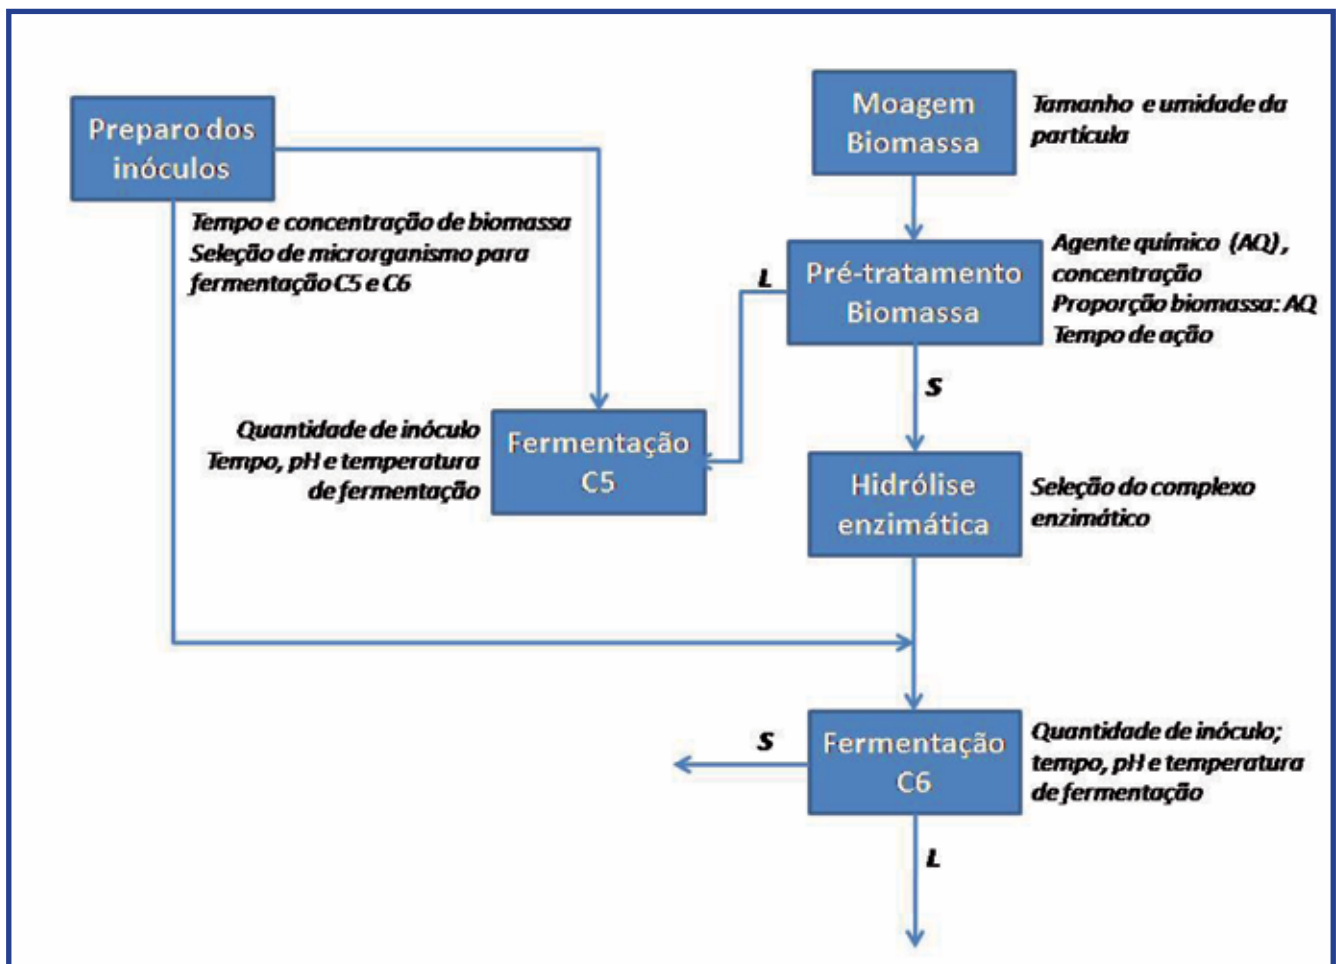 Preparo dos
inóculos
Tempo e concentração de biomassa
Seleção de microrganismo para
fermentação C5 e C6
Moagem
Biomassa
Tamanho e umidade da
partícula
Pré-tratamento
Biomassa
Agente químico (AQ) ,
concentração
Proporção biomassa: AQ
Tempo de ação
L
S
Quantidade de inóculo
Tempo, pH e temperatura
de fermentação
Fermentação
C5
Hidrólise
enzimática
Seleção do complexo
enzimático
S
Fermentação
C6
Quantidade de inóculo;
tempo, pH e temperatura
de fermentação
L